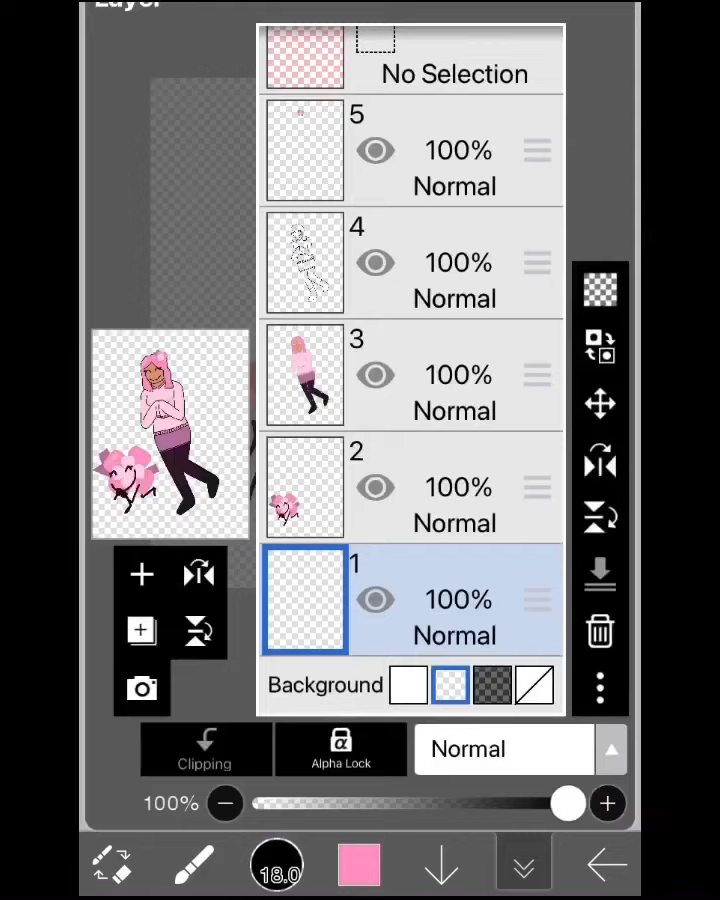 Layer
No Selection
5
100%
Normal
4
100%
Normal
3
100%
Normal
2
100%
Normal
1
100%
Normal
Background
Clipping
α
Alpha Lock
Normal
100%
18.0